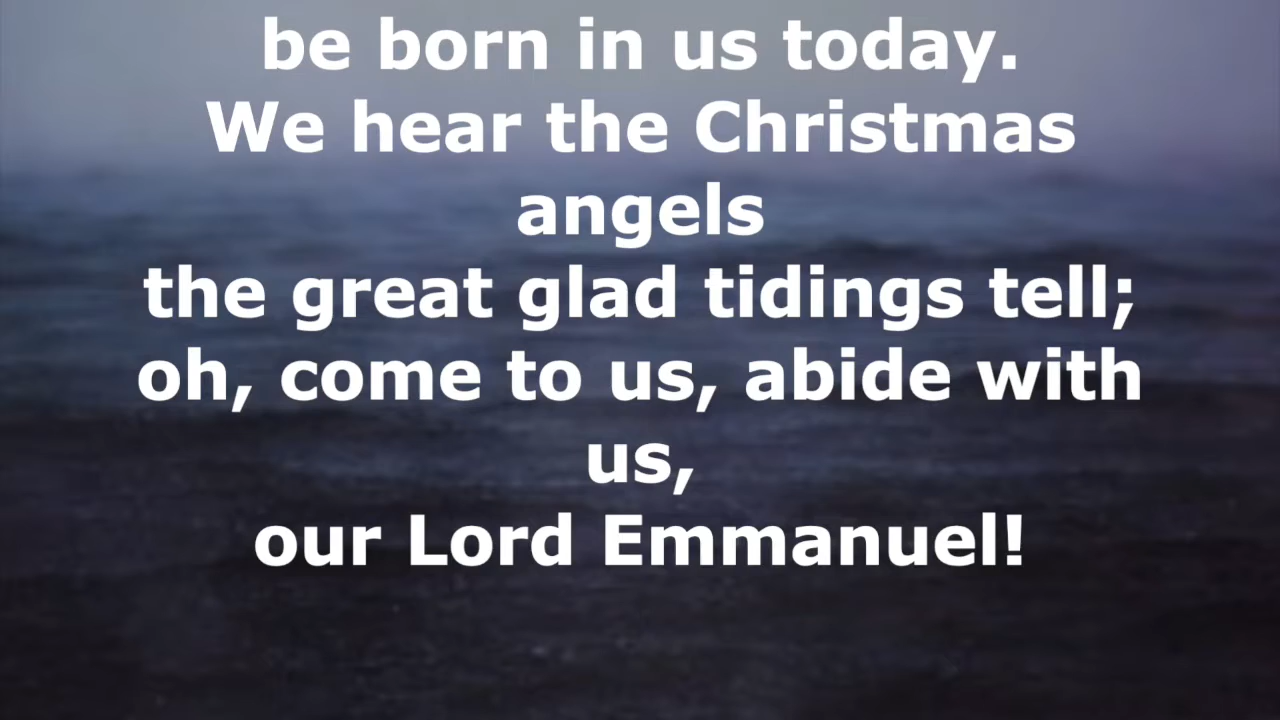 be born in us today.
We hear the Christmas
angels
the great glad tidings tell;
oh, come to us, abide with
us,
our Lord Emmanuel!